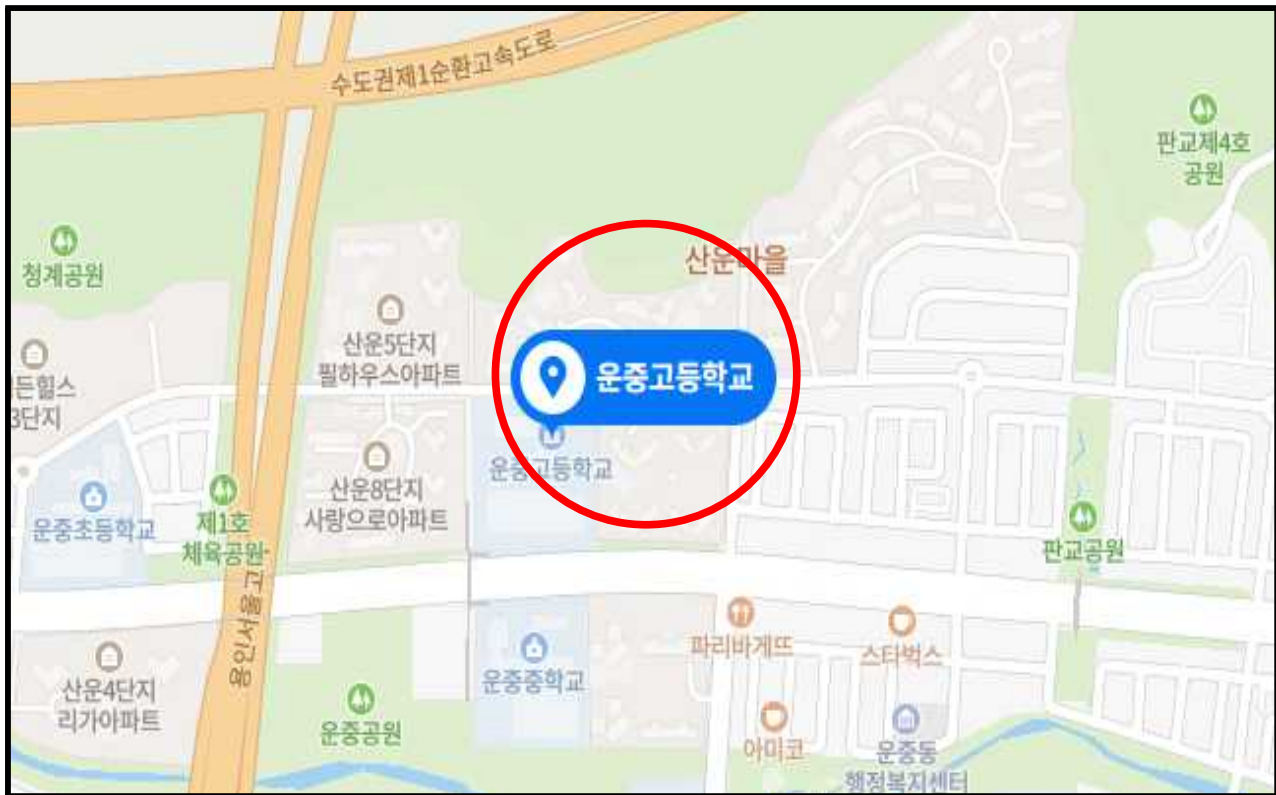 수도권제1순환고속도로
판교제4호
공원
청계공원
산운마을
산운5단지
필하우스아파트
든힐스
3단지
운중고등학교
운중고등학교
산운8단지
사랑으로아파트
운중초등학교
제1호
체육공원
판교공원
용인서울고
파리바게뜨
스타벅스
산운4단지
리가아파트
운중중학교
운중공원
아미코
운중동
행정복지센터